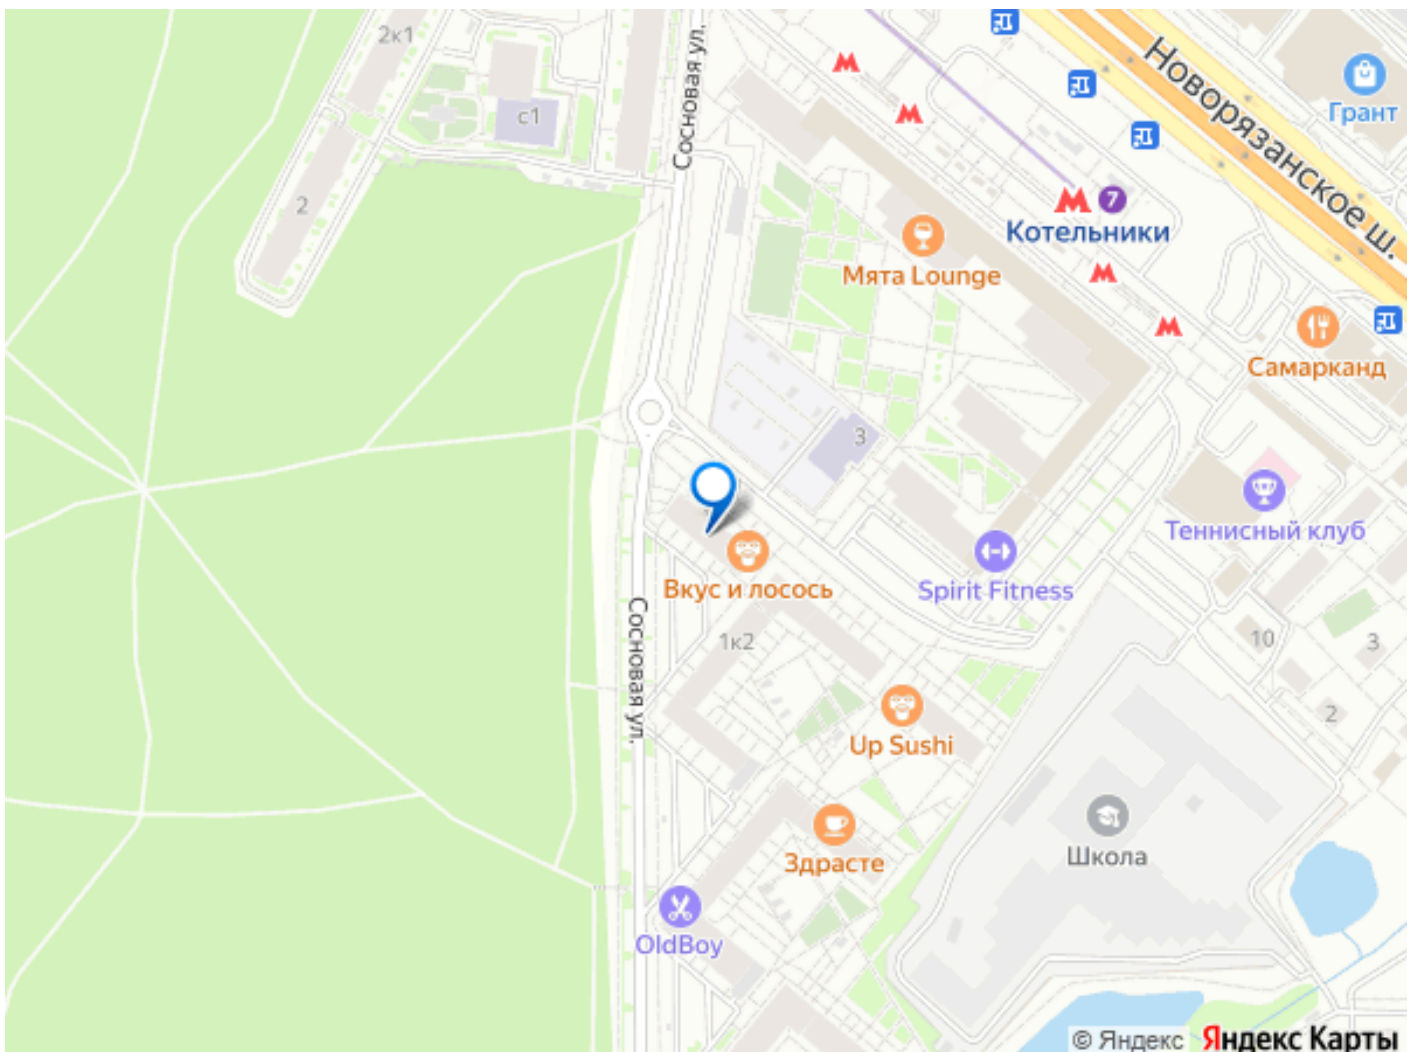 2к1
с1
2
Сосновая ул.
Новорязанское ш.
Грант
7
Котельники
Мята Lounge
Самарканд
3
Теннисный клуб
Вкус и лосось
Spirit Fitness
Сосновая ул.
1к2
10
3
2
Up Sushi
Здрасте
Школа
OldBoy
© Яндекс Яндекс Карты